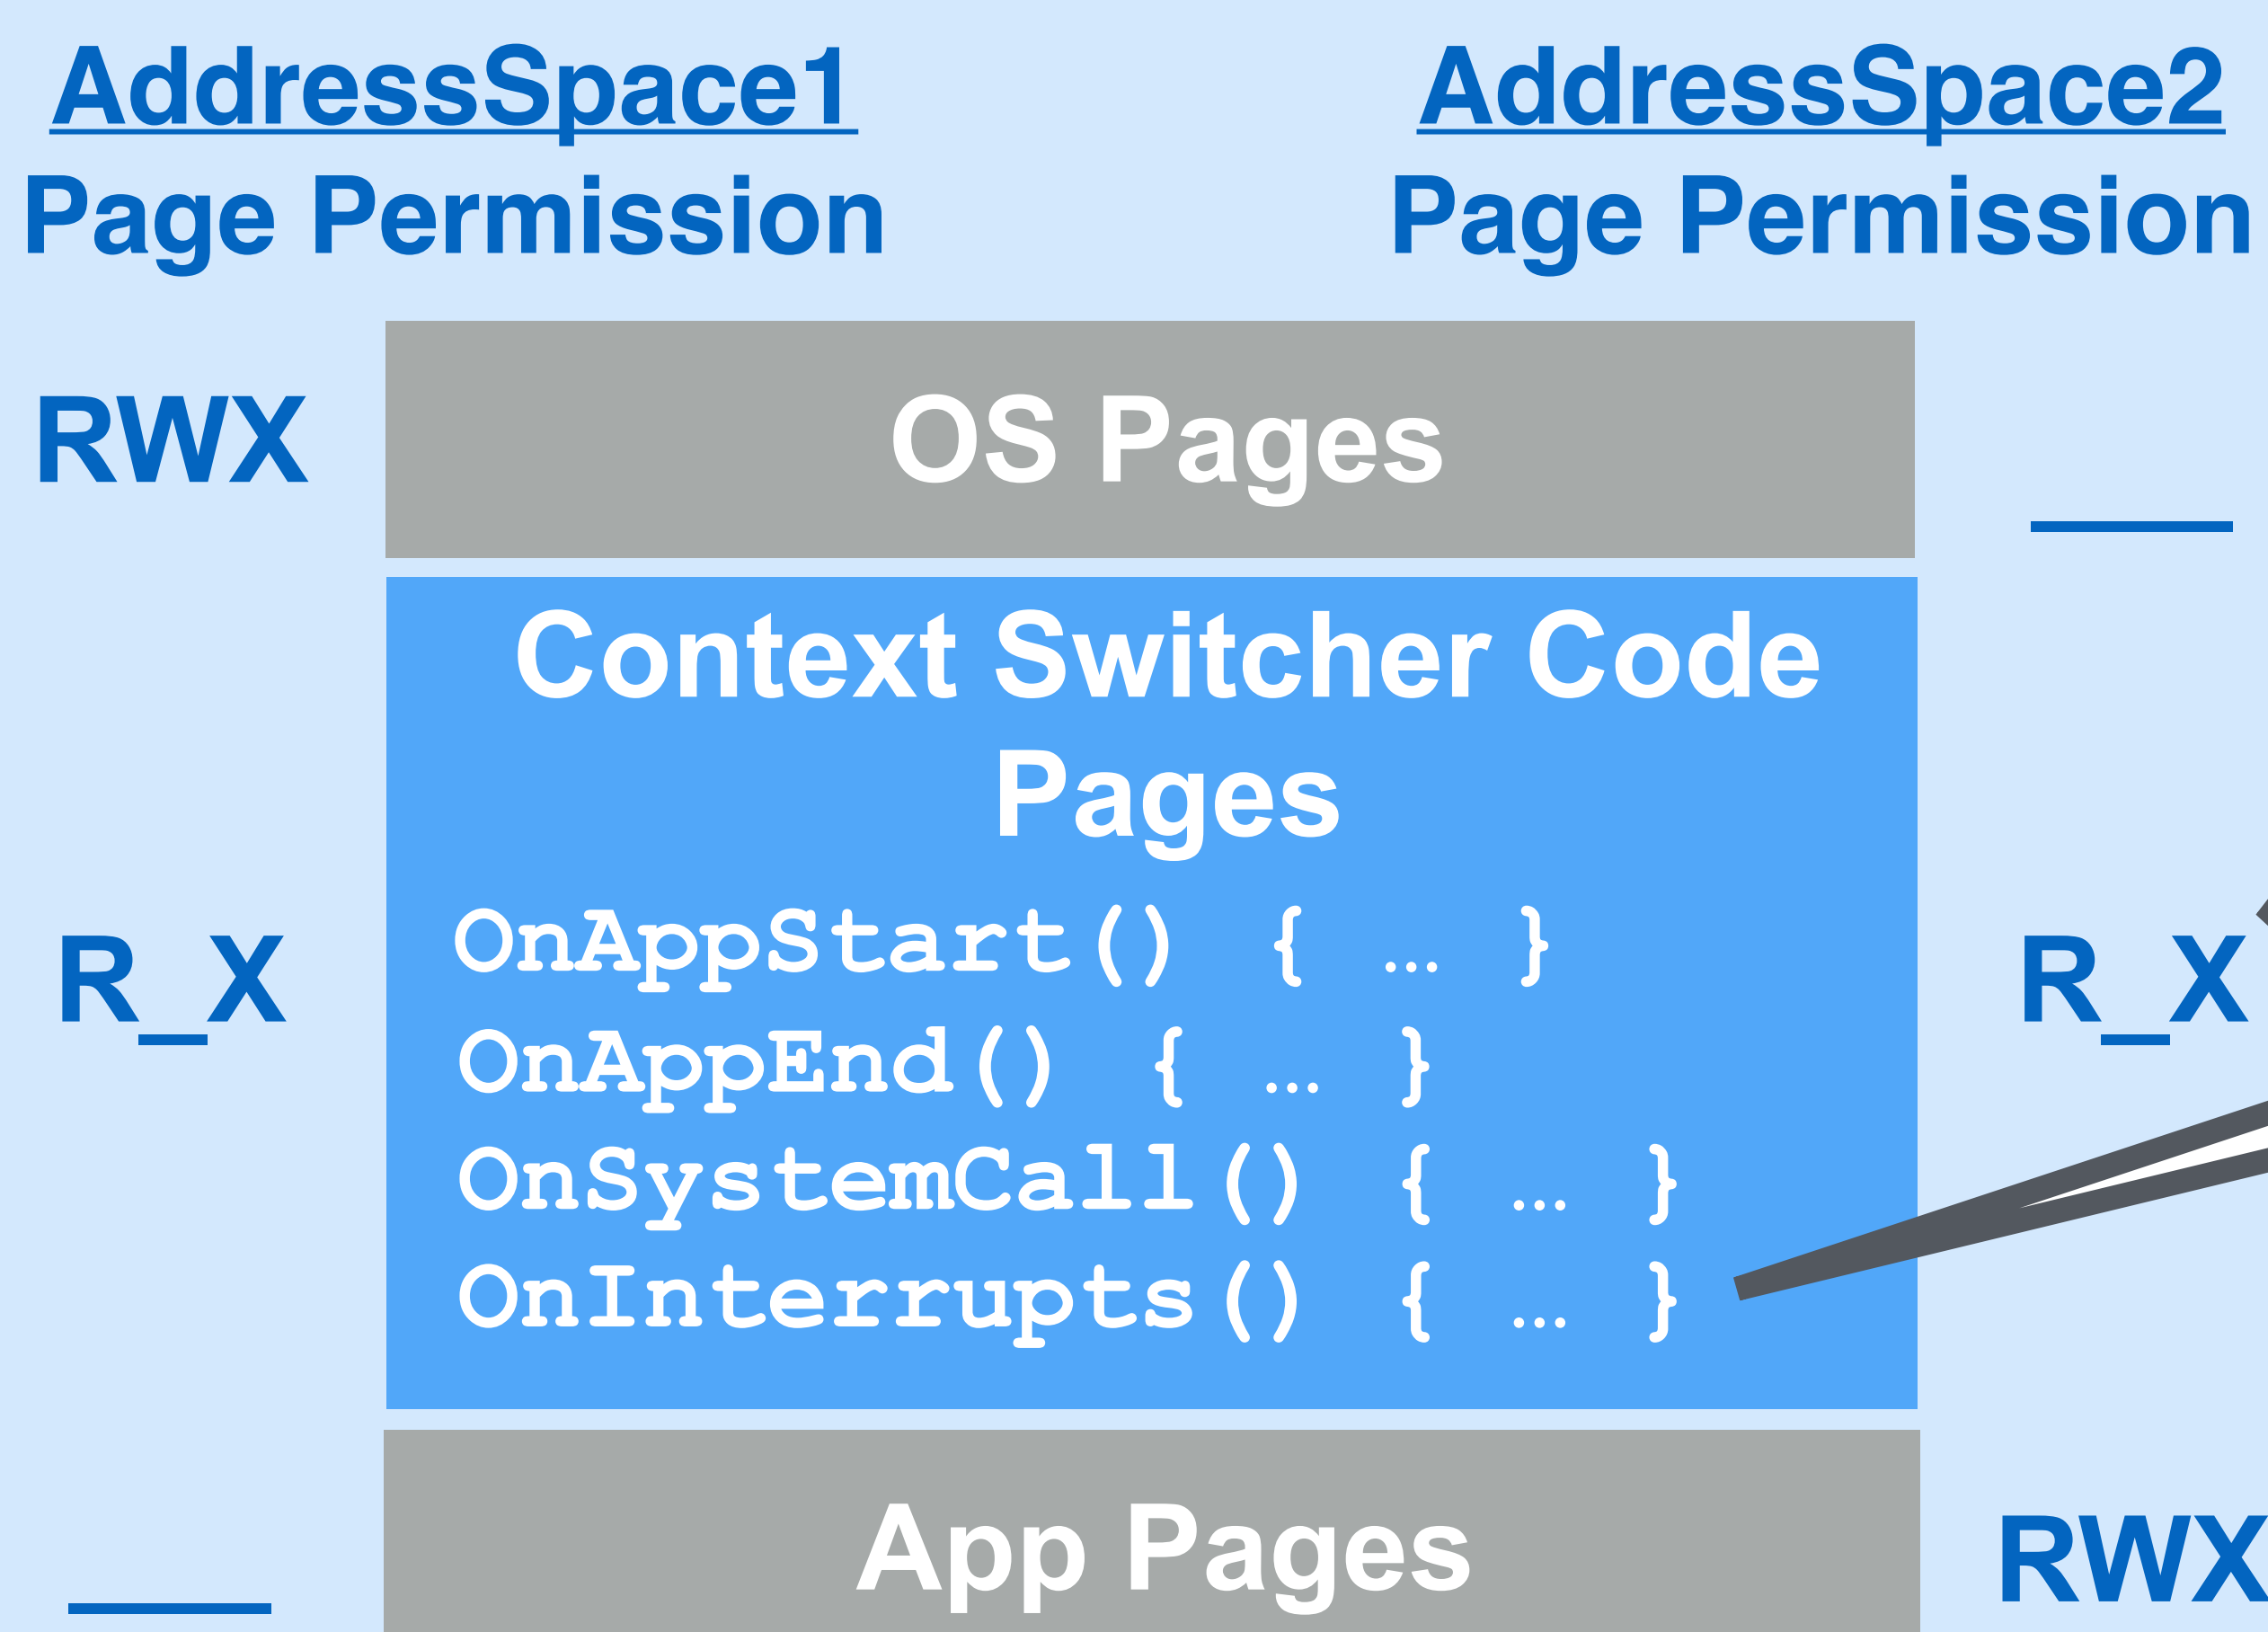 AddressSpace1
AddressSpace2
Page Permission
Page Permission
RWX
OS Pages
___
Context Switcher Code
Pages
OnAppStart() { … }
R_X
R_X
OnAppEnd() { … }
OnSystemCall() { … }
OnInterrupts() { … }
App Pages
RWX
___